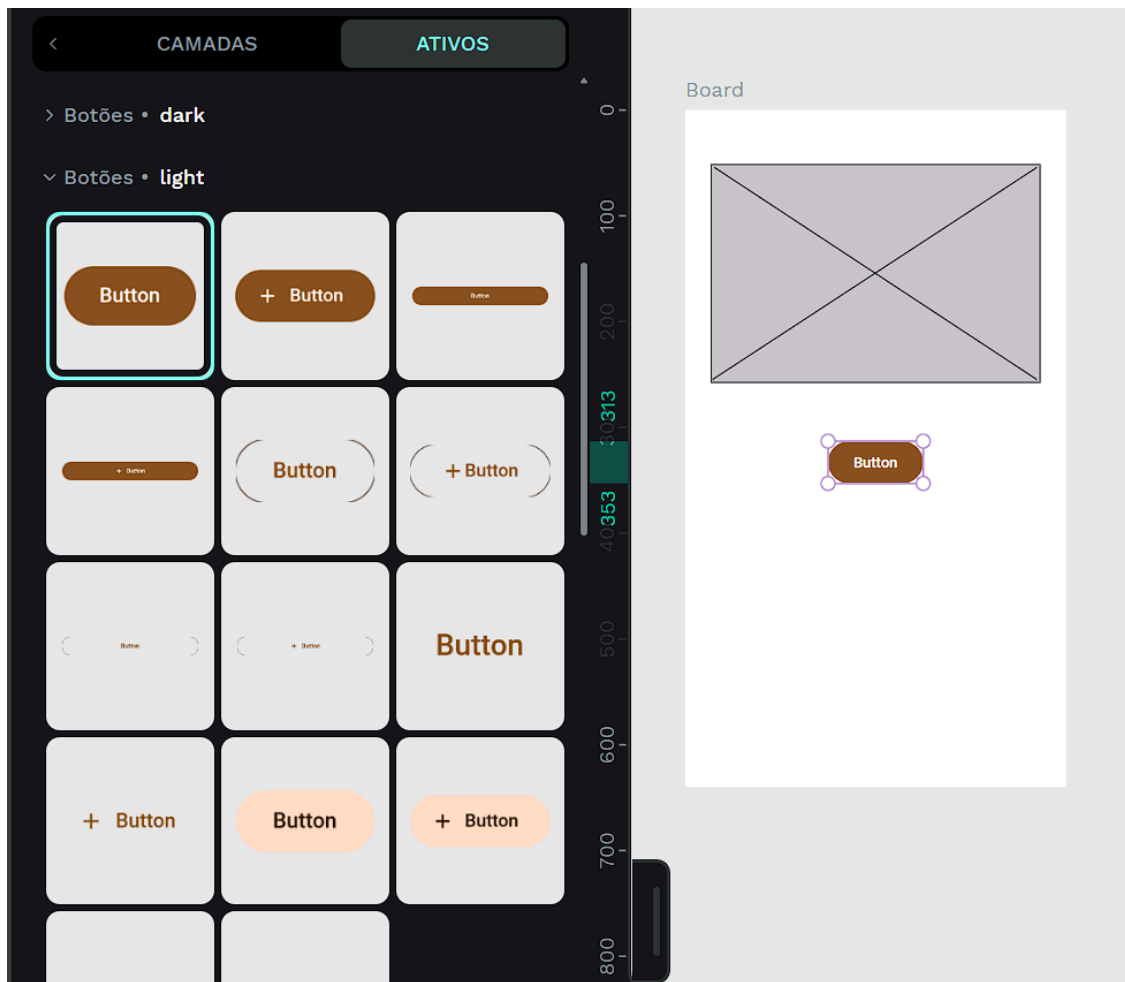 CAMADAS
ATIVOS
Botões • dark
Botões • light
Button
+ Button
Button
+ Button
Button
+ Button
Button
+ Button
Button
+ Button
Button
+ Button
0
100
200
313
353
500
600
700
800
Board
Button